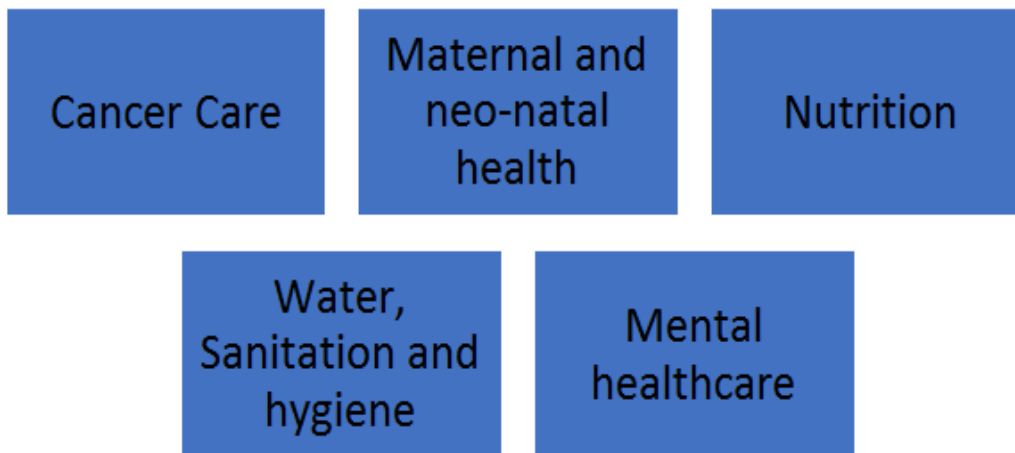 Cancer Care
Maternal and
neo-natal
health
Nutrition
Water,
Sanitation and
hygiene
Mental
healthcare